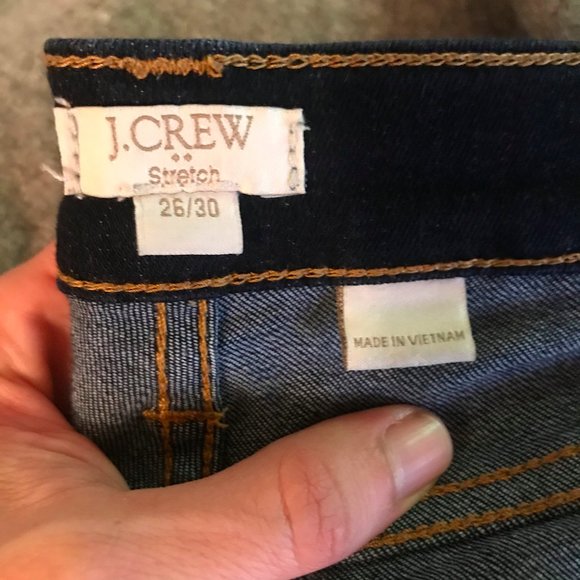 J.CREW
Stretch
26/30
MADE IN VIETNAM